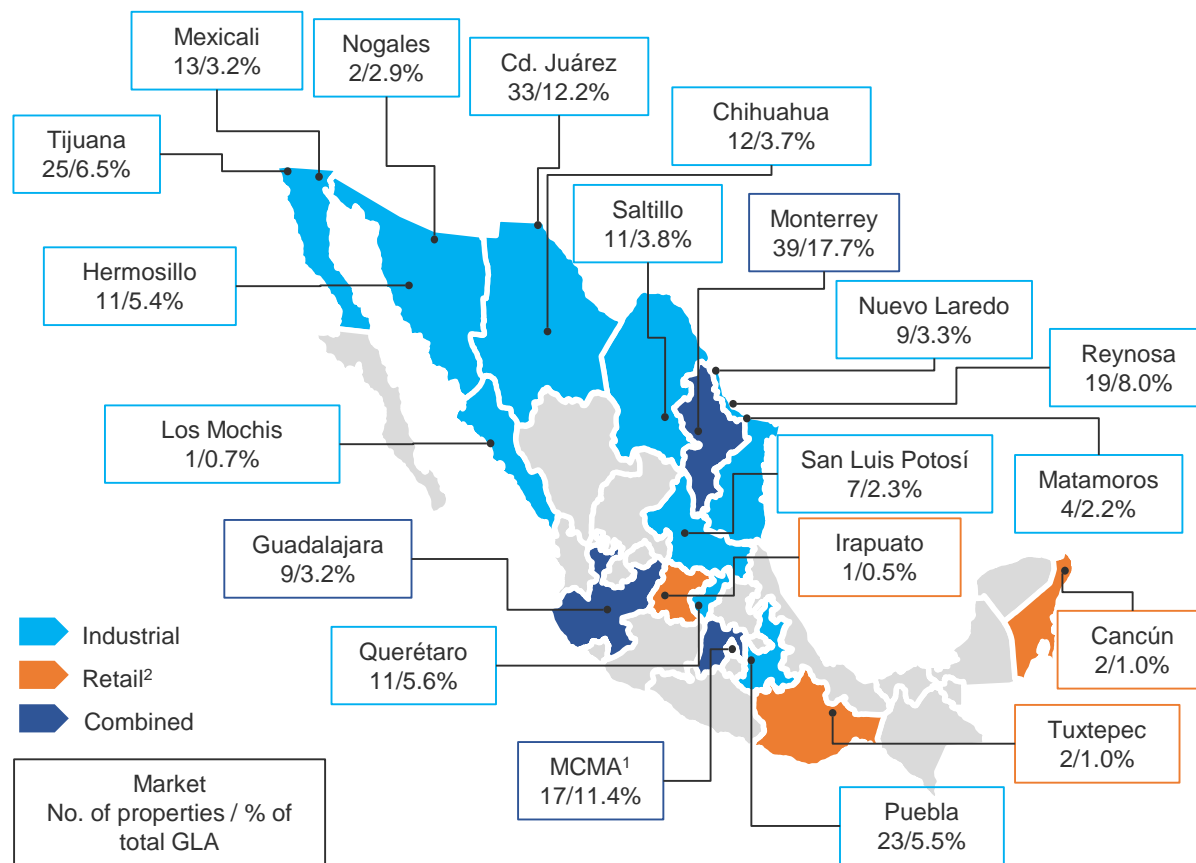 Mexicali
13/3.2%
Nogales
2/2.9%
Cd. Juárez
33/12.2%
Chihuahua
12/3.7%
Tijuana
25/6.5%
Saltillo
11/3.8%
Monterrey
39/17.7%
Hermosillo
11/5.4%
Nuevo Laredo
9/3.3%
Reynosa
19/8.0%
Los Mochis
1/0.7%
San Luis Potosí
7/2.3%
Matamoros
4/2.2%
Guadalajara
9/3.2%
Irapuato
1/0.5%
Industrial
Retail²
Combined
Querétaro
11/5.6%
Cancún
2/1.0%
Tuxtepec
2/1.0%
MCMA¹
17/11.4%
Puebla
23/5.5%
Market
No. of properties / % of
total GLA